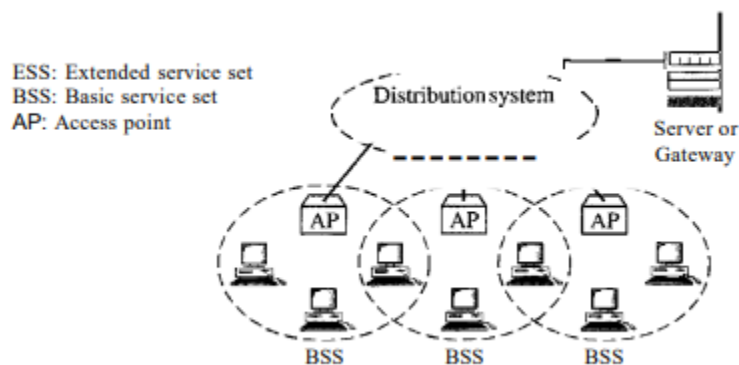 ESS: Extended service set
BSS: Basic service set
AP: Access point
Distribution system
Server or
Gateway
AP AP AP
BSS BSS BSS